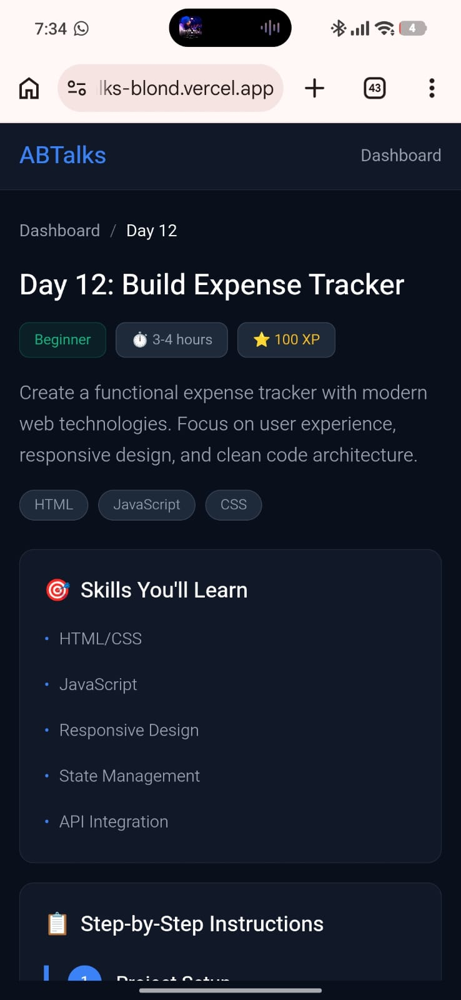 7:34
4
lks-blond.vercel.app
43
ABTalks
Dashboard
Dashboard / Day 12
Day 12: Build Expense Tracker
Beginner
3-4 hours
100 XP
Create a functional expense tracker with modern
web technologies. Focus on user experience,
responsive design, and clean code architecture.
HTML
JavaScript
CSS
Skills You'll Learn
• HTML/CSS
• JavaScript
• Responsive Design
• State Management
• API Integration
Step-by-Step Instructions
1
Project Setup